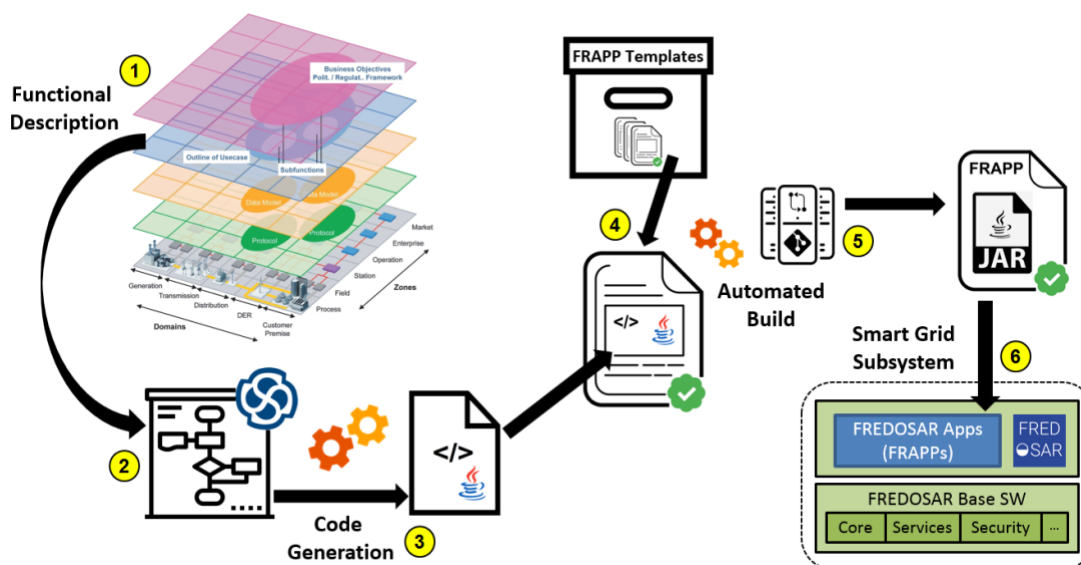 1
Functional
Description
Business Objectives
Polit. / Regulat.. Framework
Outline of Usecase
Subfunctions
Data Model
Data Model
Protocol
Protocol
Market
Enterprise
Operation
Station
Field
Process
Zones
Generation
Transmission
Distribution
DER
Customer
Premise
Domains
2
Code
Generation
</>
3
FRAPP Templates
4
</>
Automated
Build
5
FRAPP
JAR
Smart Grid
Subsystem
6
FREDOSAR Apps
(FRAPPs)
FRED
SAR
FREDOSAR Base SW
Core
Services
Security
...